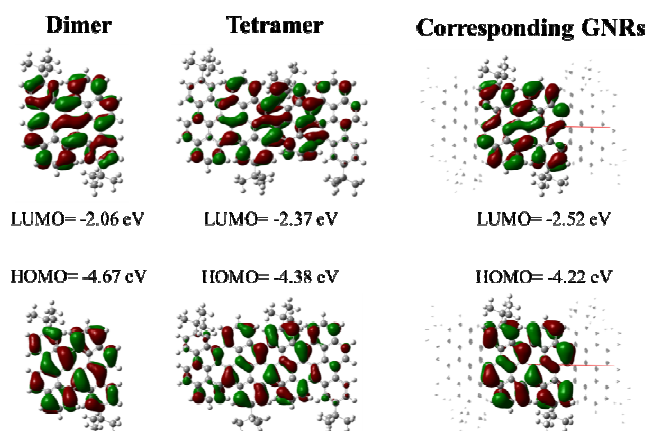 Dimer Tetramer Corresponding GNRs
LUMO= -2.06 eV LUMO= -2.37 eV LUMO= -2.52 eV
HOMO= -4.67 eV HOMO= -4.38 eV HOMO= -4.22 eV